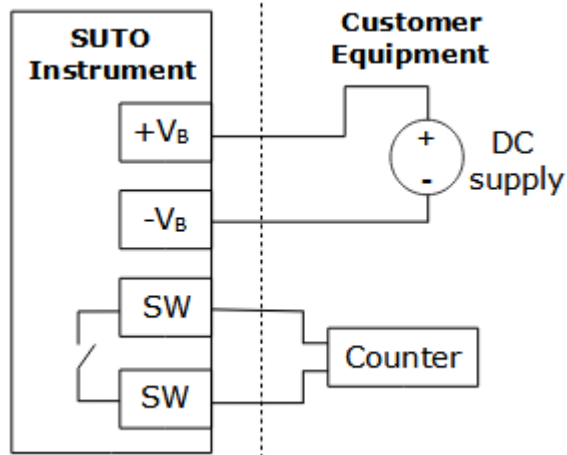 SUTO
Instrument
Customer
Equipment
+VB
-VB
+
-
DC
supply
SW
SW
Counter